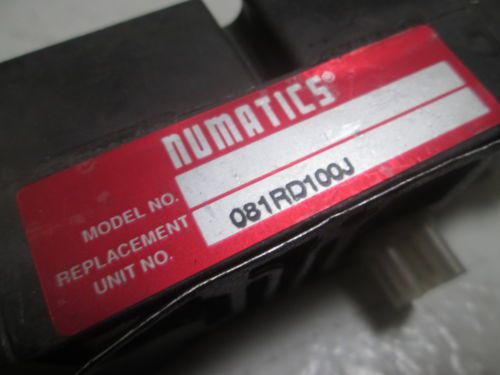 NUMATICS®
MODEL NO.
REPLACEMENT
UNIT NO.
081RD100J